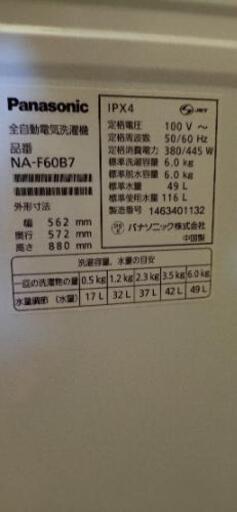 Panasonic
全自動電気洗濯機
品番
NA-F60B7
外形寸法
幅 562 mm
奥行 572 mm
高さ 880 mm
IPX4
JET
定格電圧 100 V ～
定格周波数 50/60 Hz
定格消費電力 380/445 W
標準洗濯容量 6.0 kg
標準脱水容量 6.0 kg
標準水量 49 L
標準使用水量 116 L
製造番号 1463401132
パナソニック株式会社
中国製
洗濯容量、水量の目安
一回の洗濯物の量 0.5 kg 1.2 kg 2.3 kg 3.5 kg 6.0 kg
水量調節（水量） 17 L 32 L 37 L 42 L 49 L